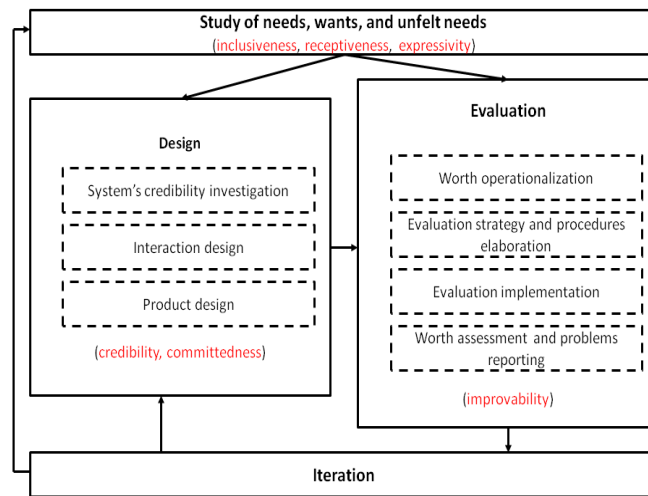 Study of needs, wants, and unfelt needs
(inclusiveness, receptiveness, expressivity)
Design
System's credibility investigation
Interaction design
Product design
(credibility, committedness)
Evaluation
Worth operationalization
Evaluation strategy and procedures
elaboration
Evaluation implementation
Worth assessment and problems
reporting
(improvability)
Iteration